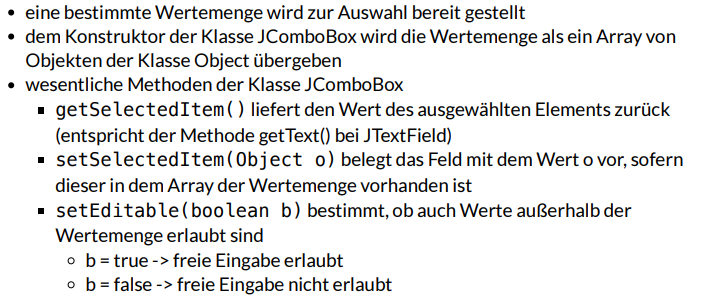 • eine bestimmte Wertemenge wird zur Auswahl bereit gestellt
• dem Konstruktor der Klasse JComboBox wird die Wertemenge als ein Array von
Objekten der Klasse Object übergeben
• wesentliche Methoden der Klasse JComboBox
▪ getSelectedItem() liefert den Wert des ausgewählten Elements zurück
(entspricht der Methode getText() bei JTextField)
▪ setSelectedItem(Object o) belegt das Feld mit dem Wert o vor, sofern
dieser in dem Array der Wertemenge vorhanden ist
▪ setEditable(boolean b) bestimmt, ob auch Werte außerhalb der
Wertemenge erlaubt sind
◦ b = true -> freie Eingabe erlaubt
◦ b = false -> freie Eingabe nicht erlaubt